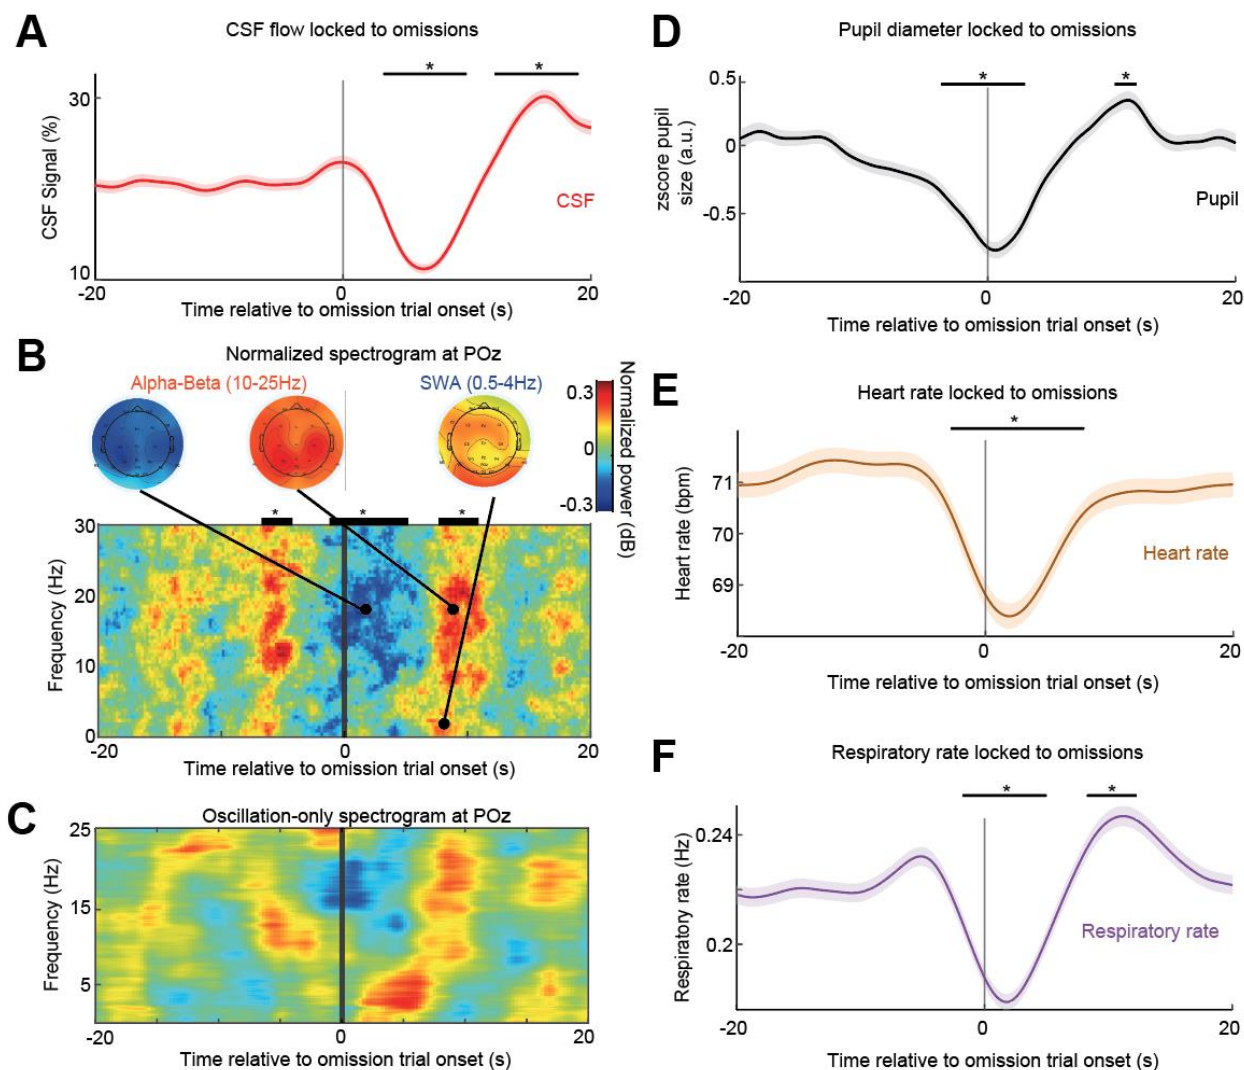 A
CSF flow locked to omissions
*
*
30
10
CSF Signal (%)
CSF
-20
0
20
Time relative to omission trial onset (s)
B
Normalized spectrogram at POz
Alpha-Beta (10-25Hz)
SWA (0.5-4Hz)
0.3
0
-0.3
Normalized power (dB)
*
*
*
30
20
10
0
Frequency (Hz)
-20
0
20
Time relative to omission trial onset (s)
C
Oscillation-only spectrogram at POz
25
15
5
Frequency (Hz)
-20
0
20
Time relative to omission trial onset (s)
D
Pupil diameter locked to omissions
*
*
0.5
0
-0.5
zscore pupil
size (a.u.)
Pupil
-20
0
20
Time relative to omission trial onset (s)
E
Heart rate locked to omissions
*
71
70
69
Heart rate (bpm)
Heart rate
-20
0
20
Time relative to omission trial onset (s)
F
Respiratory rate locked to omissions
*
*
0.24
0.2
Respiratory rate (Hz)
Respiratory rate
-20
0
20
Time relative to omission trial onset (s)